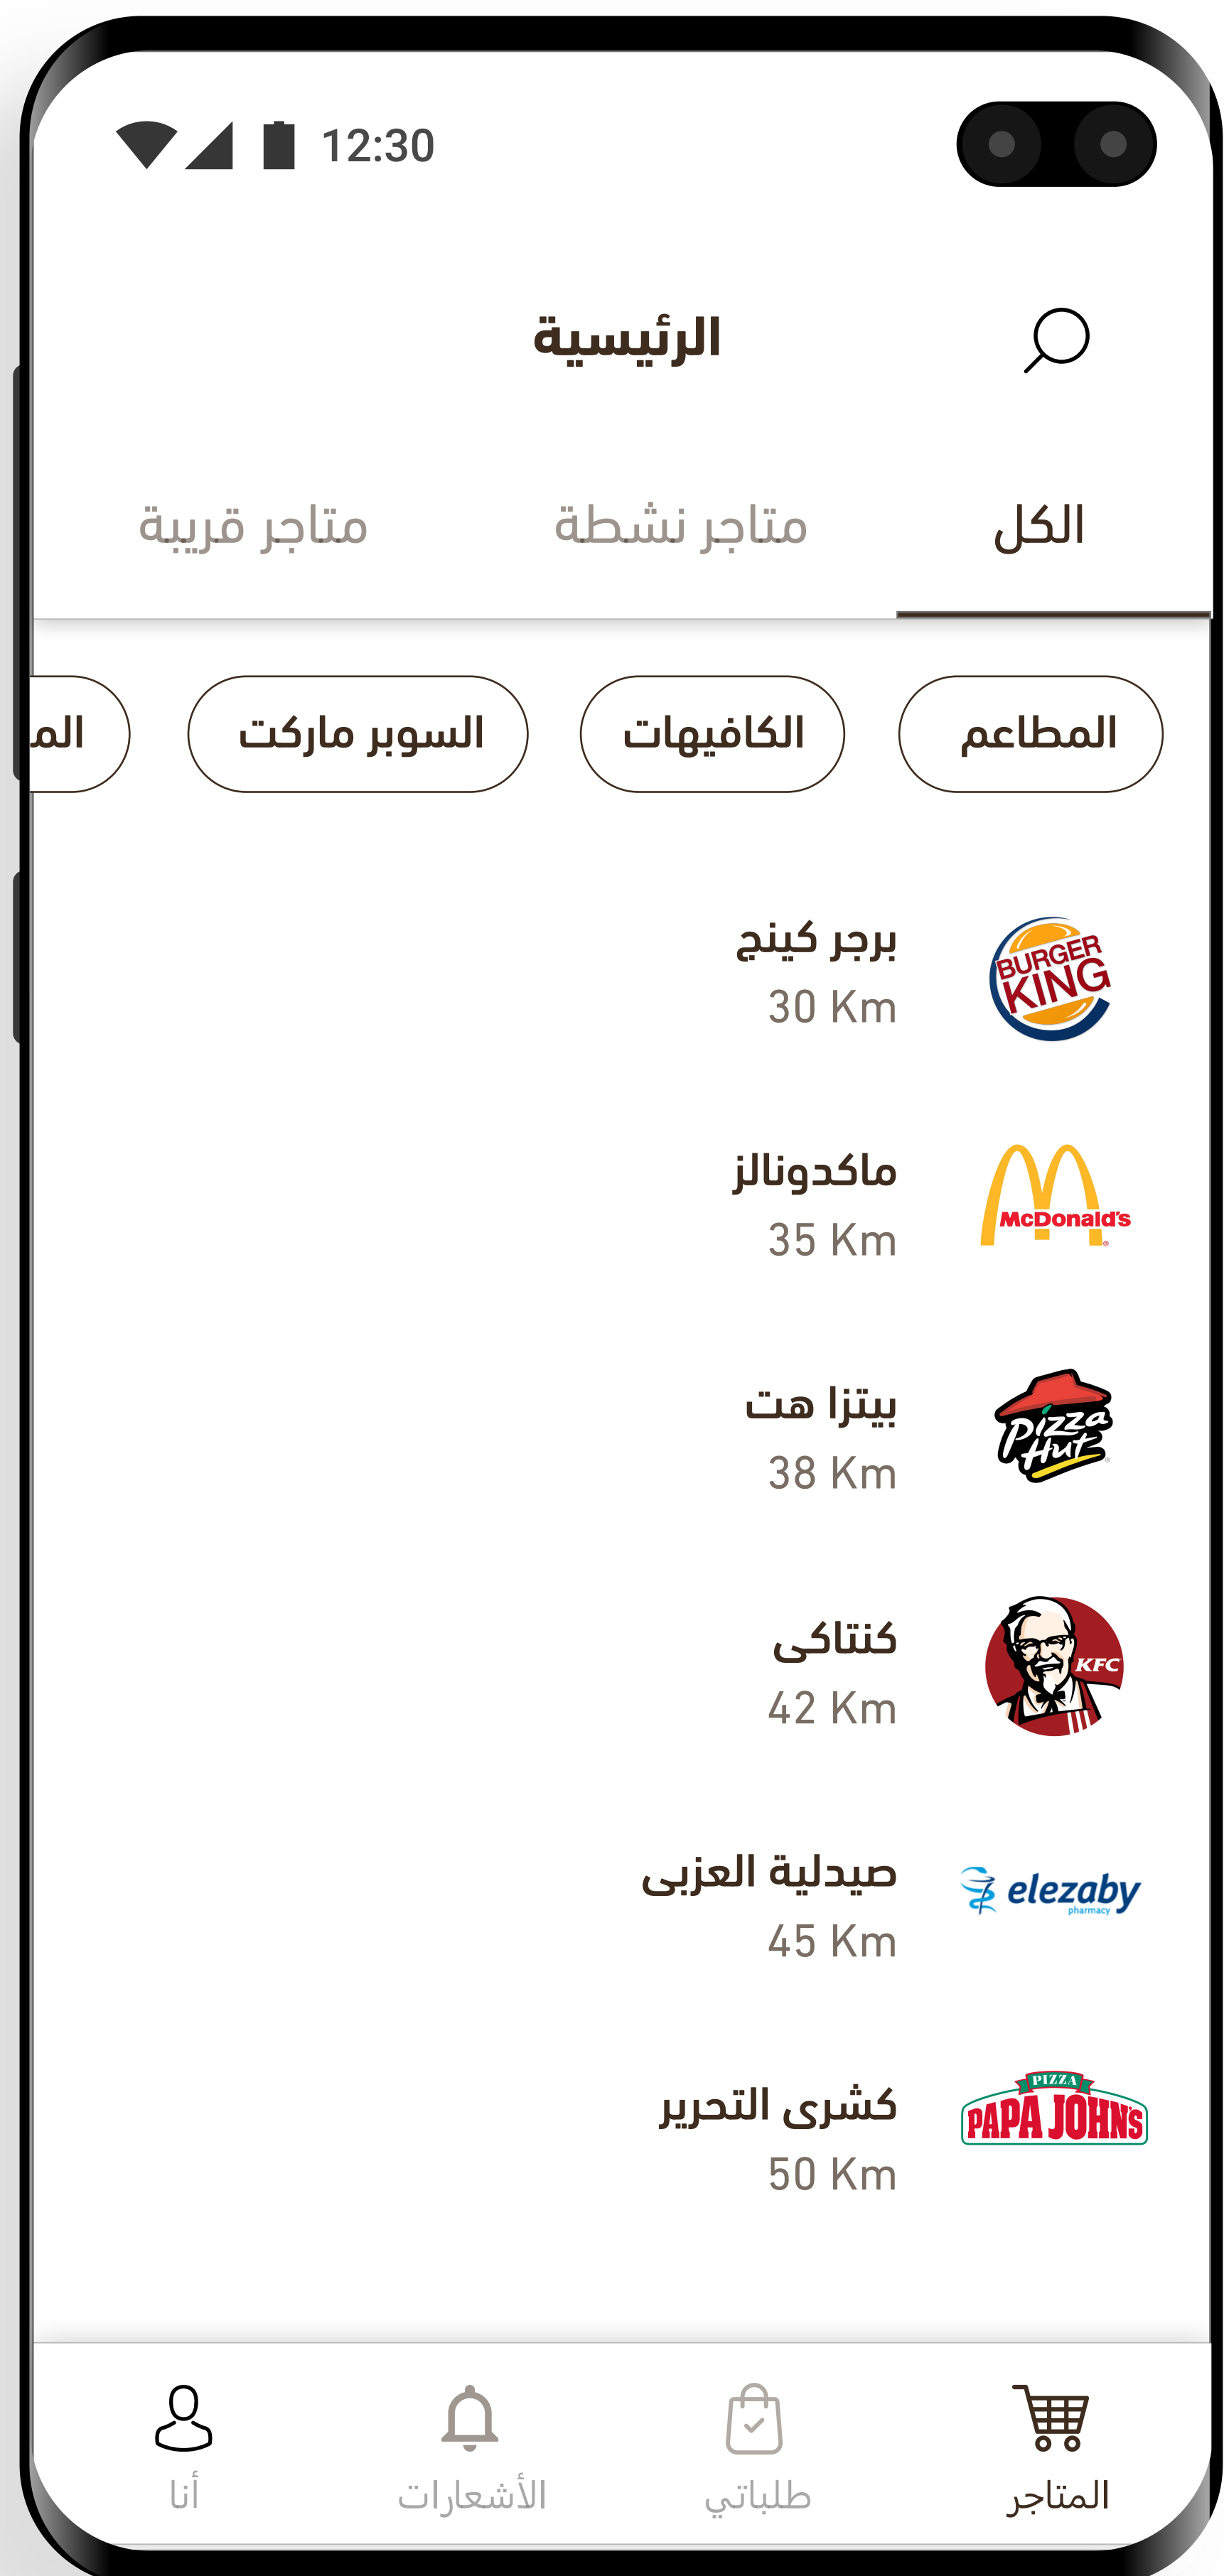 12:30
الرئيسية
الكل
متاجر نشطة
متاجر قريبة
المطاعم
الكافيهات
السوبر ماركت
الم
BURGER
KING
برجر كينج
30 Km
McDonald's
ماكدونالز
35 Km
Pizza
Hut
بيتزا هت
38 Km
KFC
كنتاكى
42 Km
elezaby
pharmacy
صيدلية العزبى
45 Km
PIZZA
PAPA JOHN'S
كشرى التحرير
50 Km
المتاجر
طلباتي
الأشعارات
أنا